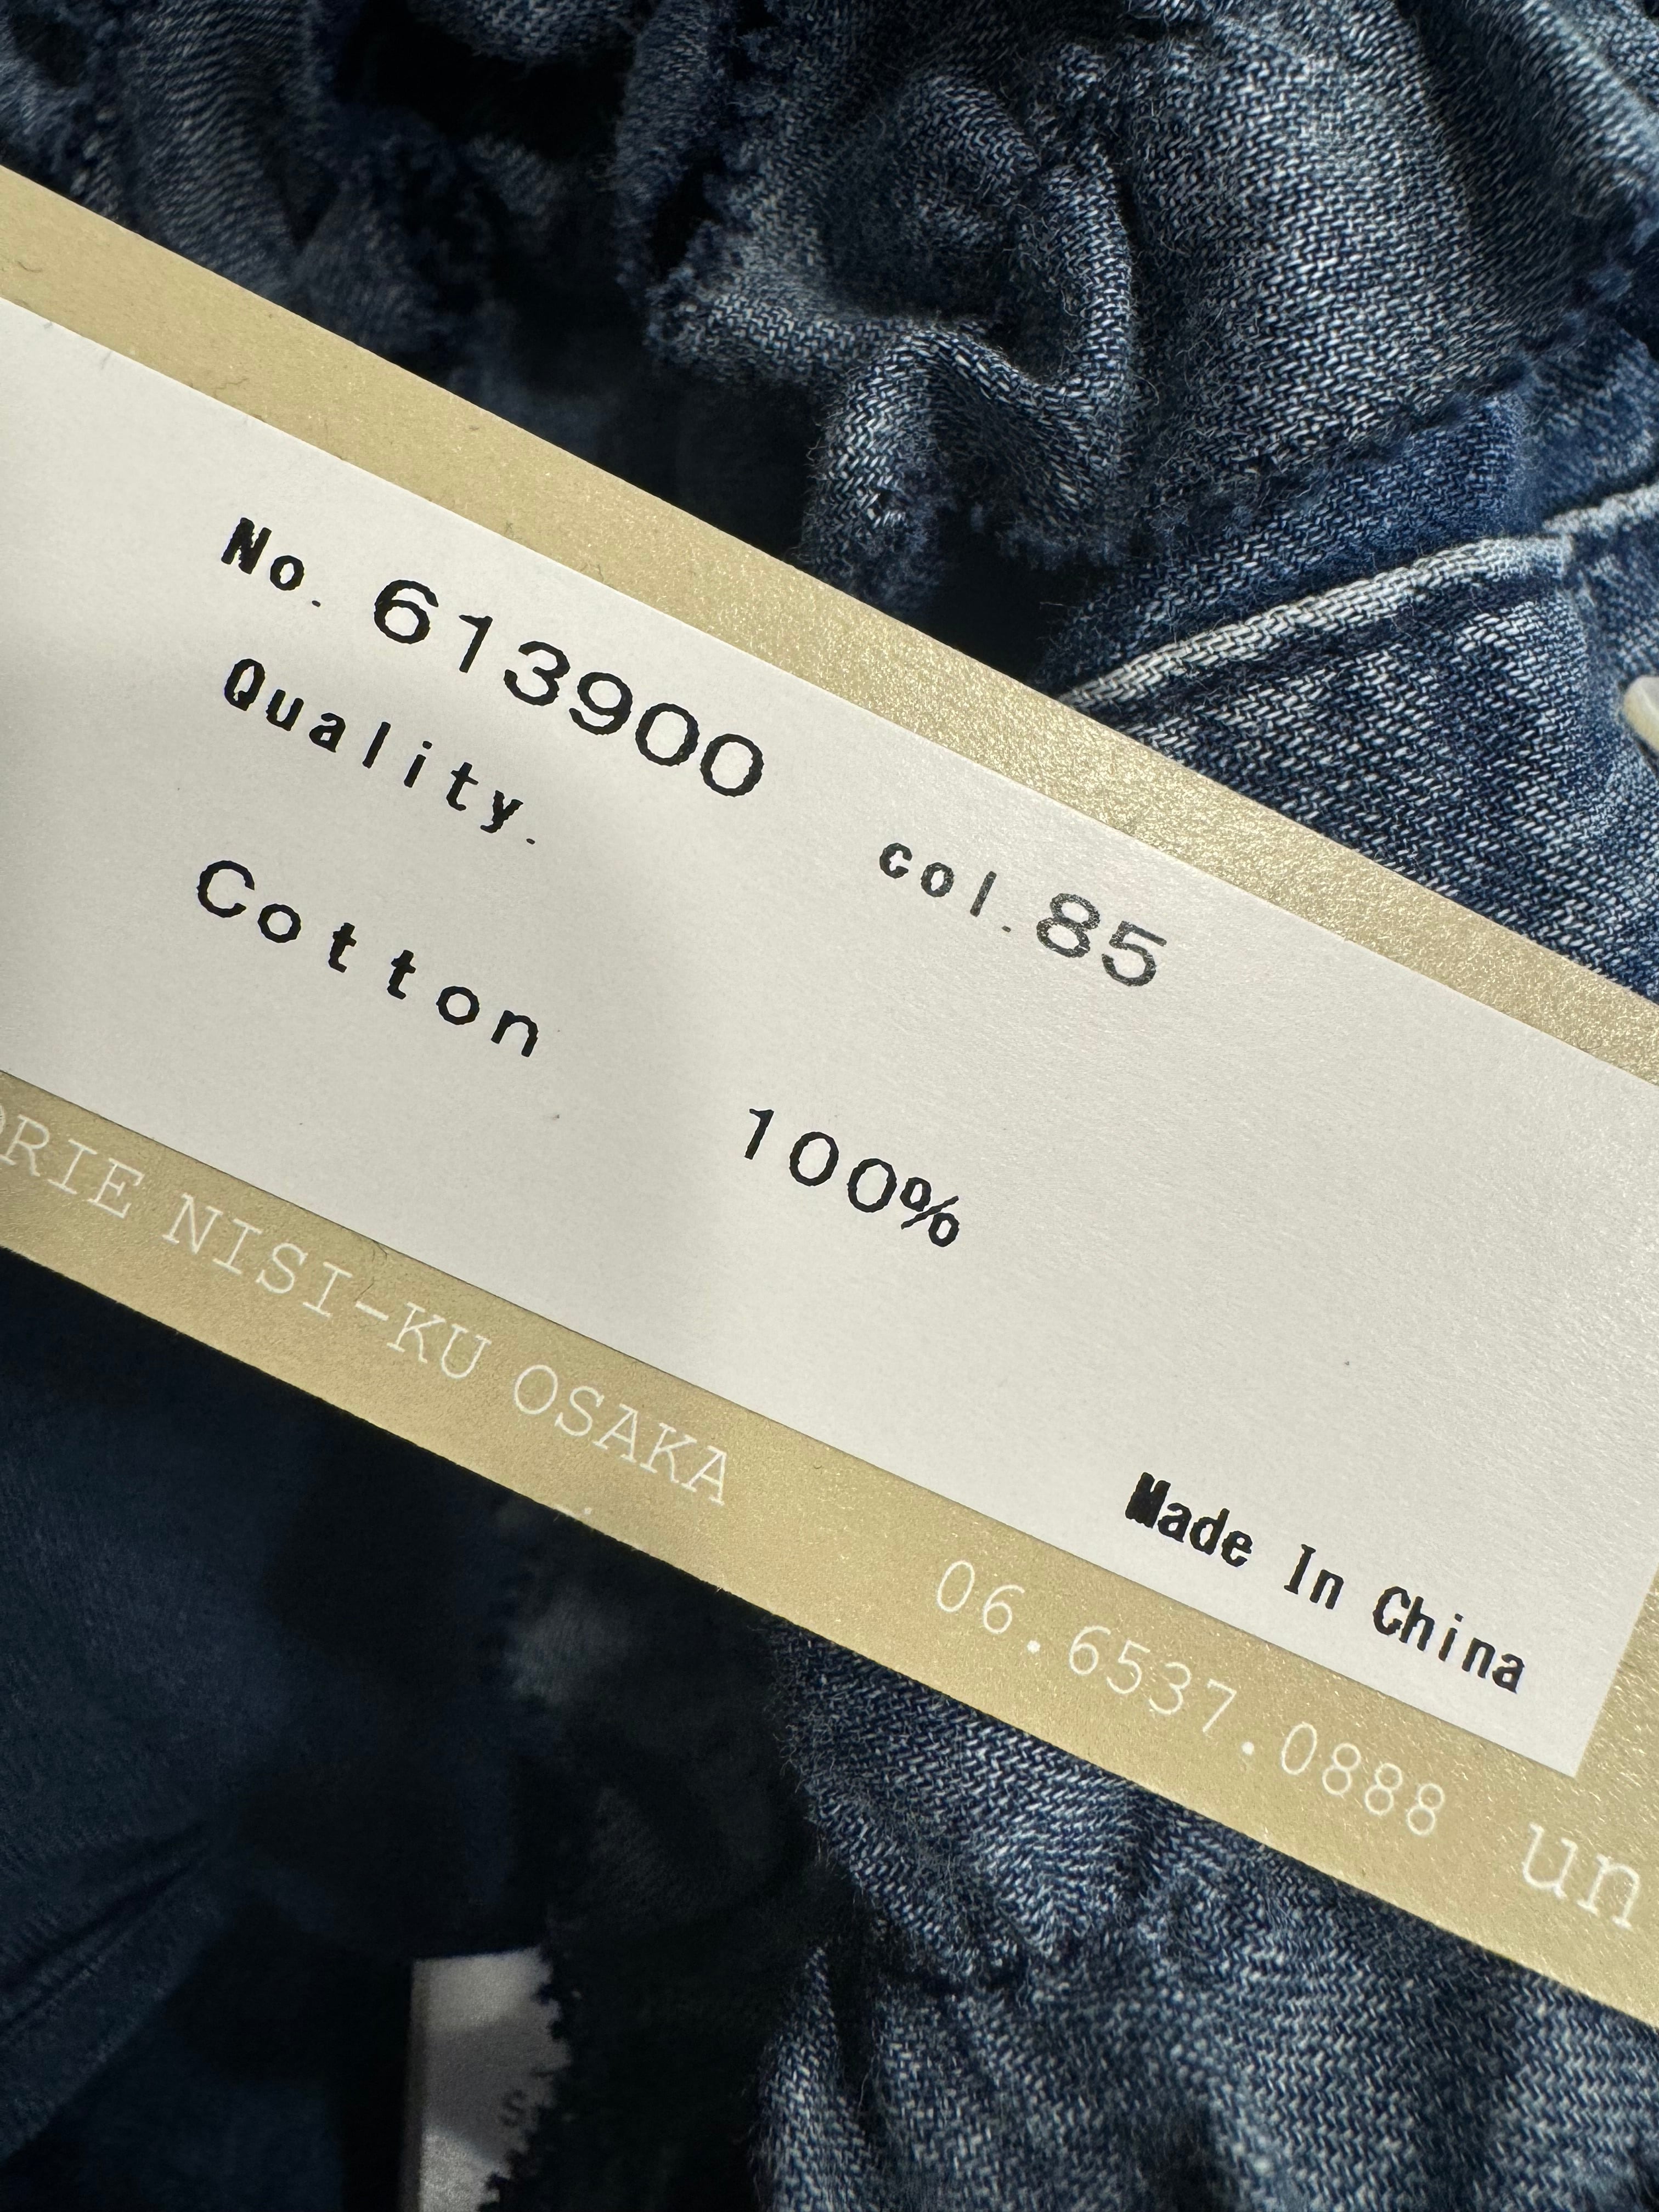 No. 613900 col.85
Quality.
Cotton 100%
Made In China
ORIE NISI-KU OSAKA 06.6537.0888 un